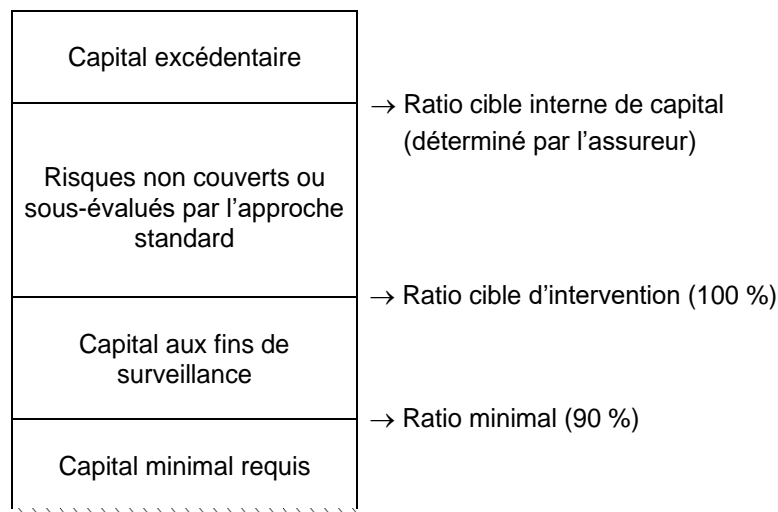 Capital excédentaire
→ Ratio cible interne de capital
(déterminé par l'assureur)
Risques non couverts ou
sous-évalués par l'approche
standard
→ Ratio cible d'intervention (100 %)
Capital aux fins de
surveillance
→ Ratio minimal (90 %)
Capital minimal requis